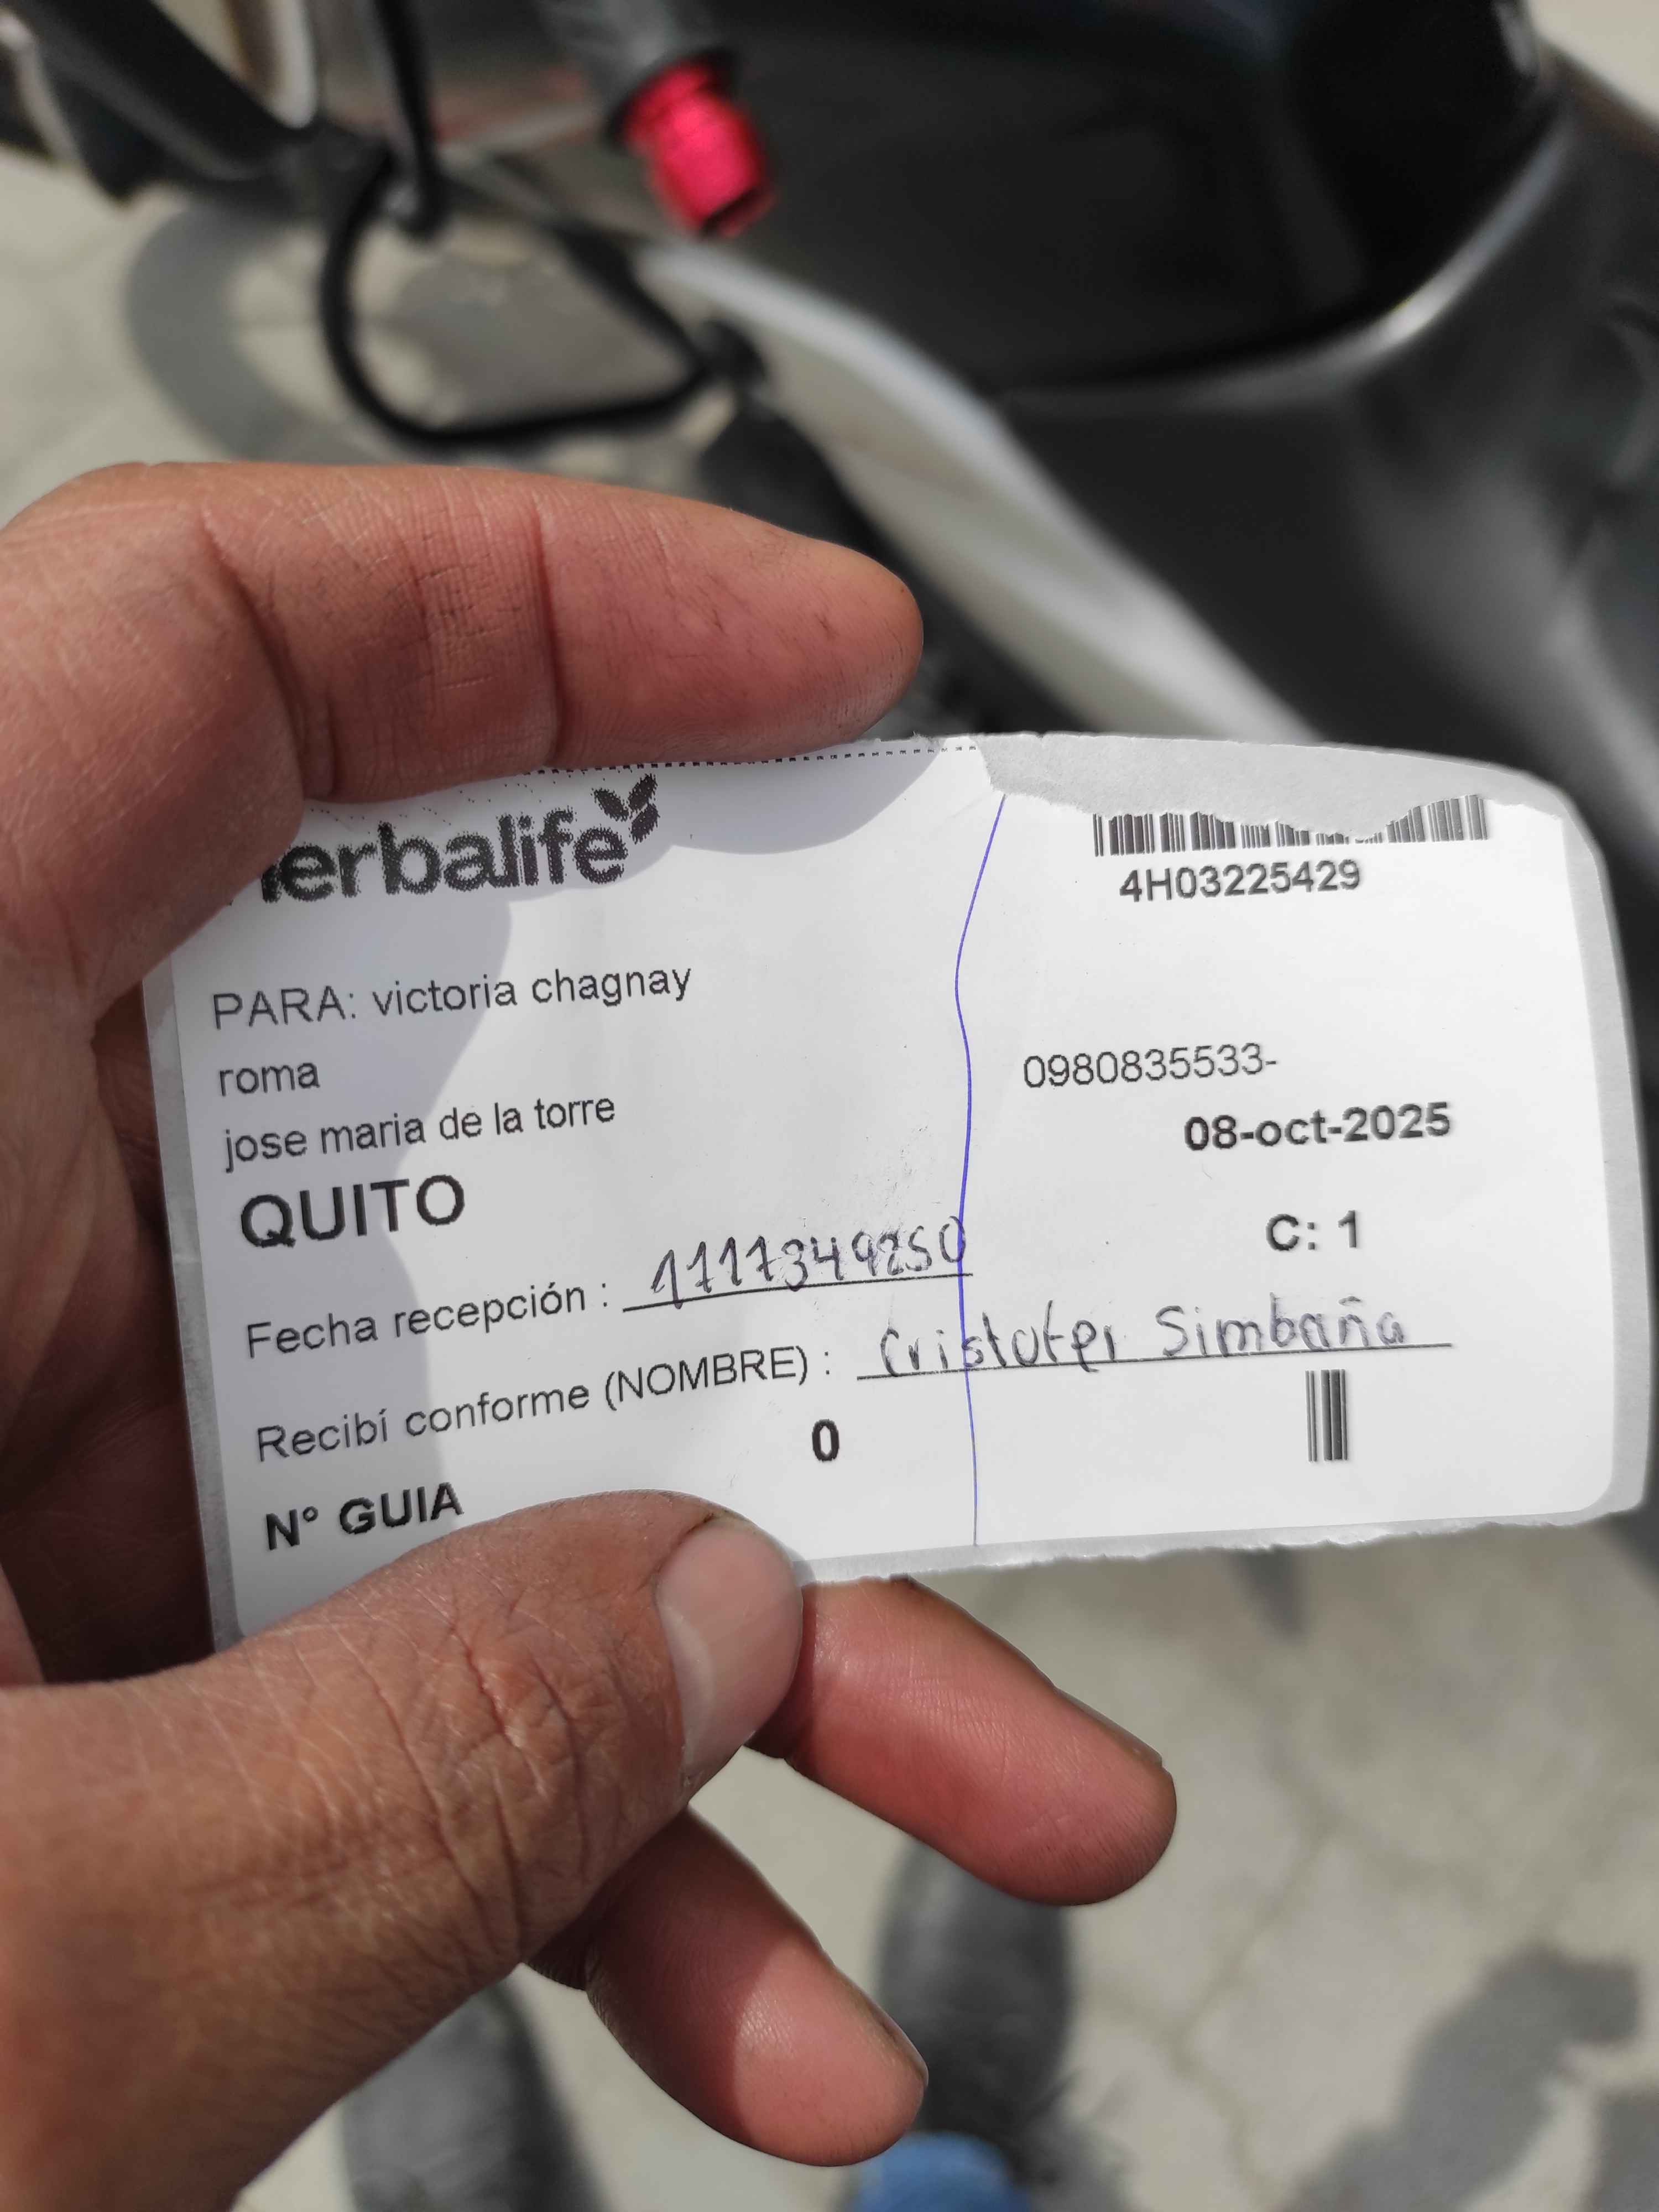 herbalife
4H03225429
PARA: victoria chagnay
roma
0980835533-
jose maria de la torre
08-oct-2025
QUITO
C: 1
Fecha recepción : 1717349250
Recibí conforme (NOMBRE) : Cristofer Simbaña
0
N° GUIA